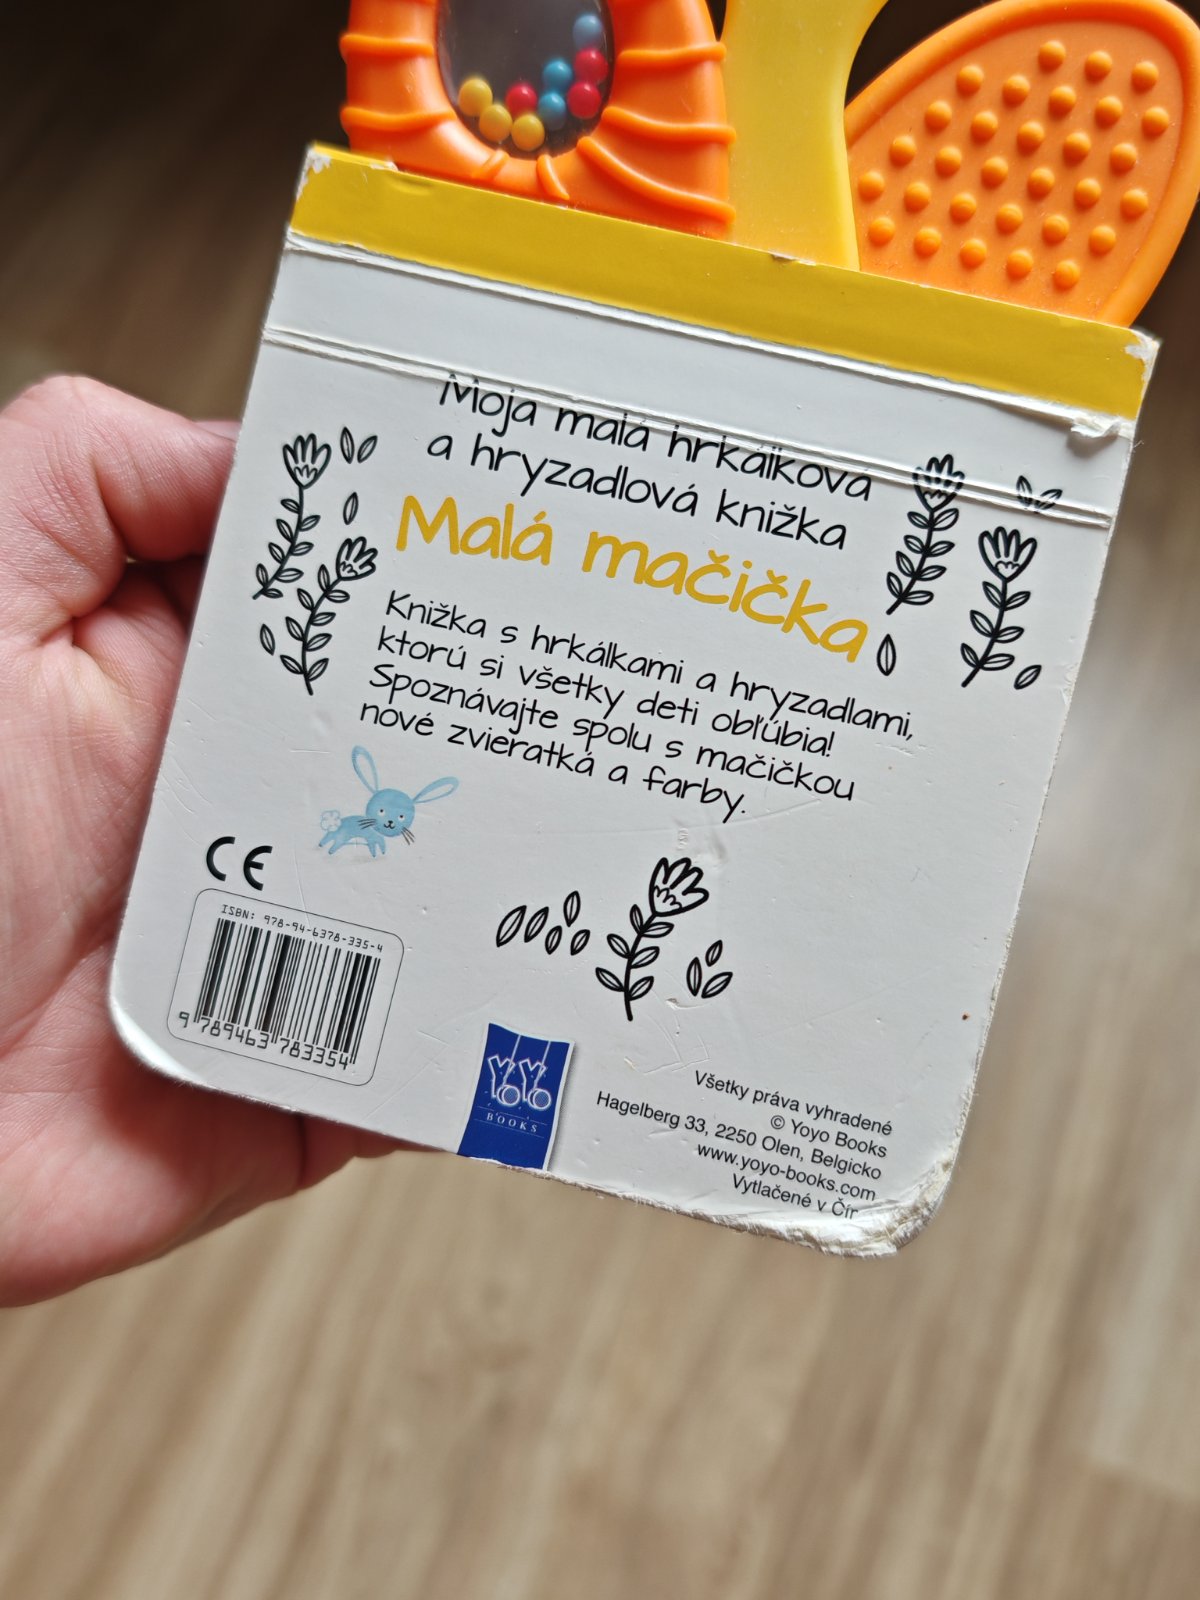 Moja malá hrkálková
a hryzadlová knižka
Malá mačička
Knižka s hrkálkami a hryzadlami,
ktorú si všetky deti obľúbia!
Spoznávajte spolu s mačičkou
nové zvieratká a farby.
CE
ISBN: 978-94-6378-335-4
9 789463 783354
YOYO
BOOKS
Všetky práva vyhradené
© Yoyo Books
Hagelberg 33, 2250 Olen, Belgicko
www.yoyo-books.com
Vytlačené v Čír